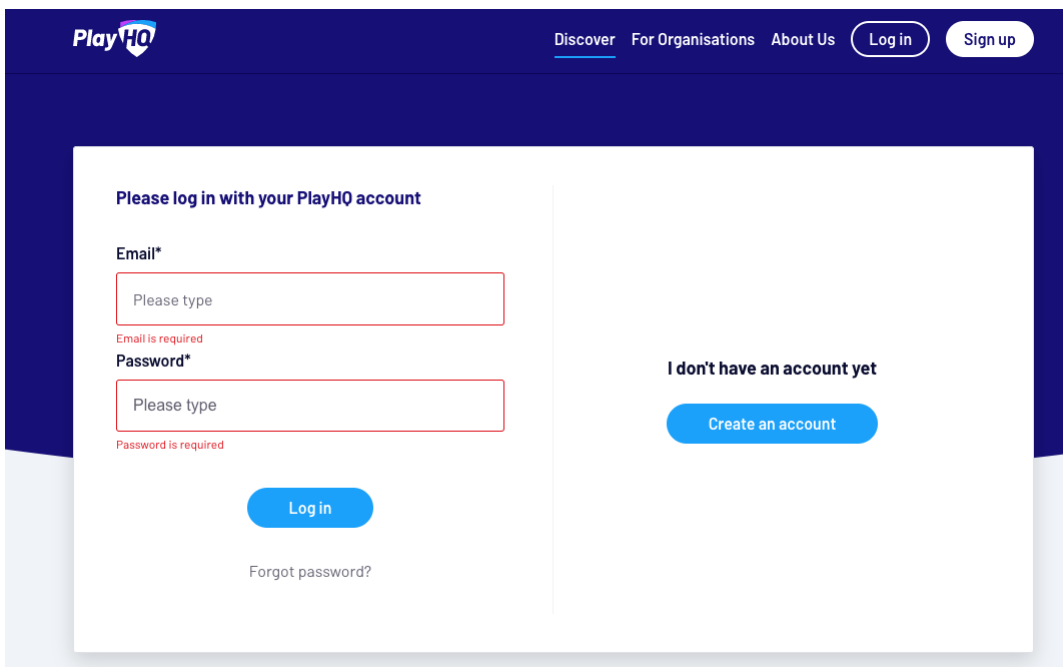 PlayHQ
Discover For Organisations About Us Log in Sign up
Please log in with your PlayHQ account
Email*
Please type
Email is required
Password*
Please type
Password is required
Log in
Forgot password?
I don't have an account yet
Create an account